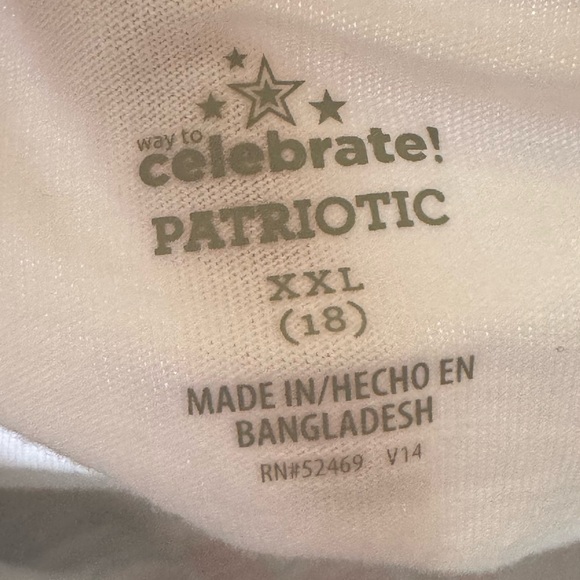 way to
celebrate!
PATRIOTIC
XXL
(18)
MADE IN/HECHO EN
BANGLADESH
RN#52469 V14